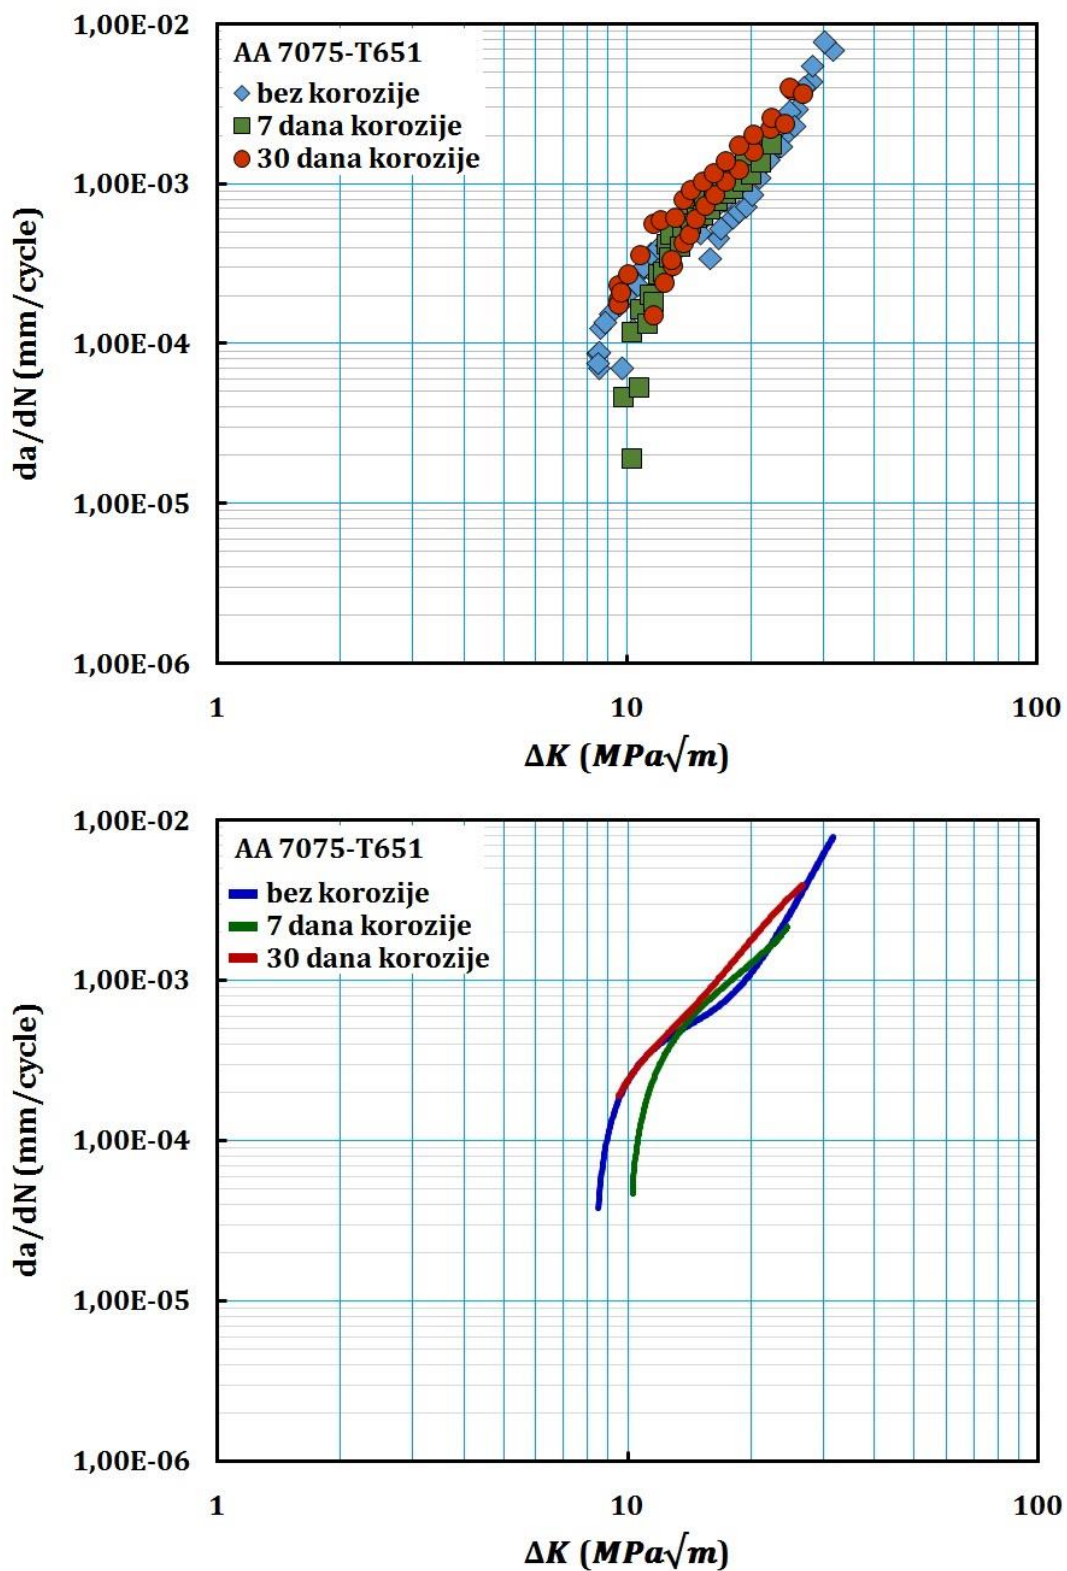 1,00E-02
AA 7075-T651
bez korozije
7 dana korozije
30 dana korozije
1,00E-03
da/dN (mm/cycle)
1,00E-04
1,00E-05
1,00E-06
1 10 100
ΔK (MPa√m)
1,00E-02
AA 7075-T651
bez korozije
7 dana korozije
30 dana korozije
1,00E-03
da/dN (mm/cycle)
1,00E-04
1,00E-05
1,00E-06
1 10 100
ΔK (MPa√m)